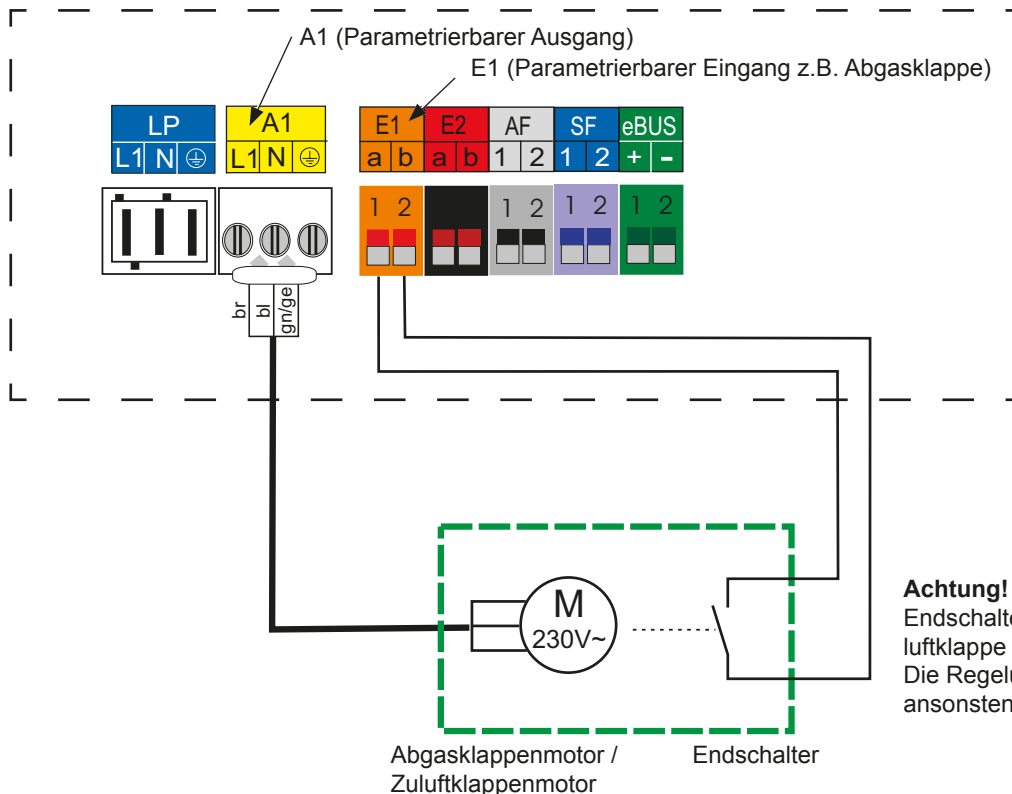 A1 (Parametrierbarer Ausgang)
E1 (Parametrierbarer Eingang z.B. Abgasklappe)
LP A1 E1 E2 AF SF eBUS
L1 N ⏚ L1 N ⏚ a b a b 1 2 1 2 + -
1 2 1 2 1 2 1 2
br bl gn/ge
M
230V~
Achtung!
luftklappe
ansonsten
Die
Abgasklappenmotor / Endschalter
Zuluftklappenmotor